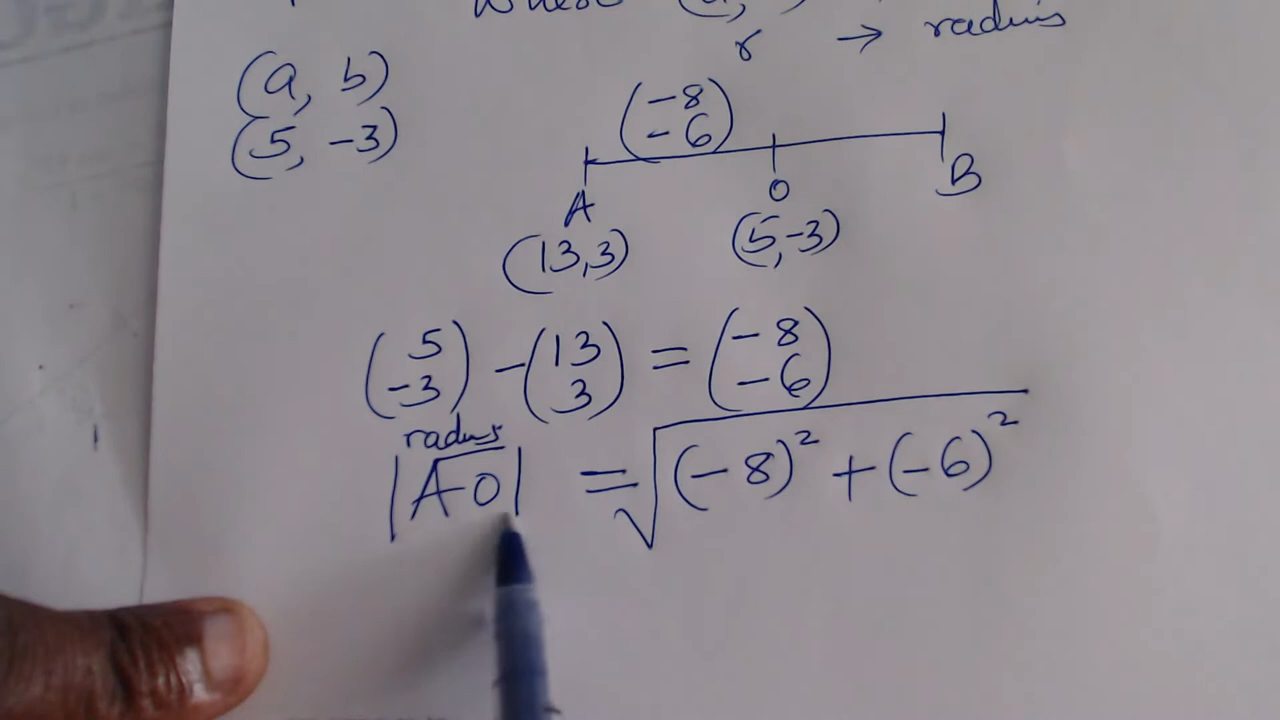 r → radius
(a, b)
(5, -3)
(-8
-6)
A O B
(13,3) (5,-3)
(5
-3) - (13
3) = (-8
-6)
radius
|AO| = √(-8)² + (-6)²